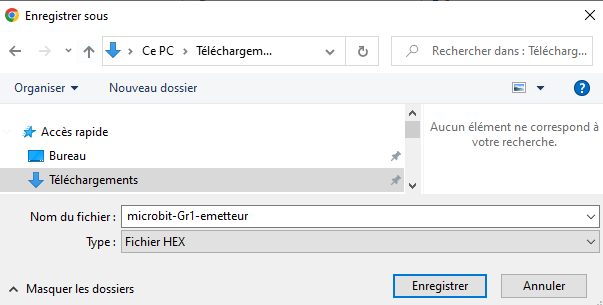 Enregistrer sous
Ce PC > Téléchargem...
Rechercher dans : Télécharg...
Organiser
Nouveau dossier
?
Accès rapide
Bureau
Téléchargements
Aucun élément ne correspond à
votre recherche.
Nom du fichier : microbit-Gr1-emetteur
Type : Fichier HEX
Masquer les dossiers
Enregistrer
Annuler